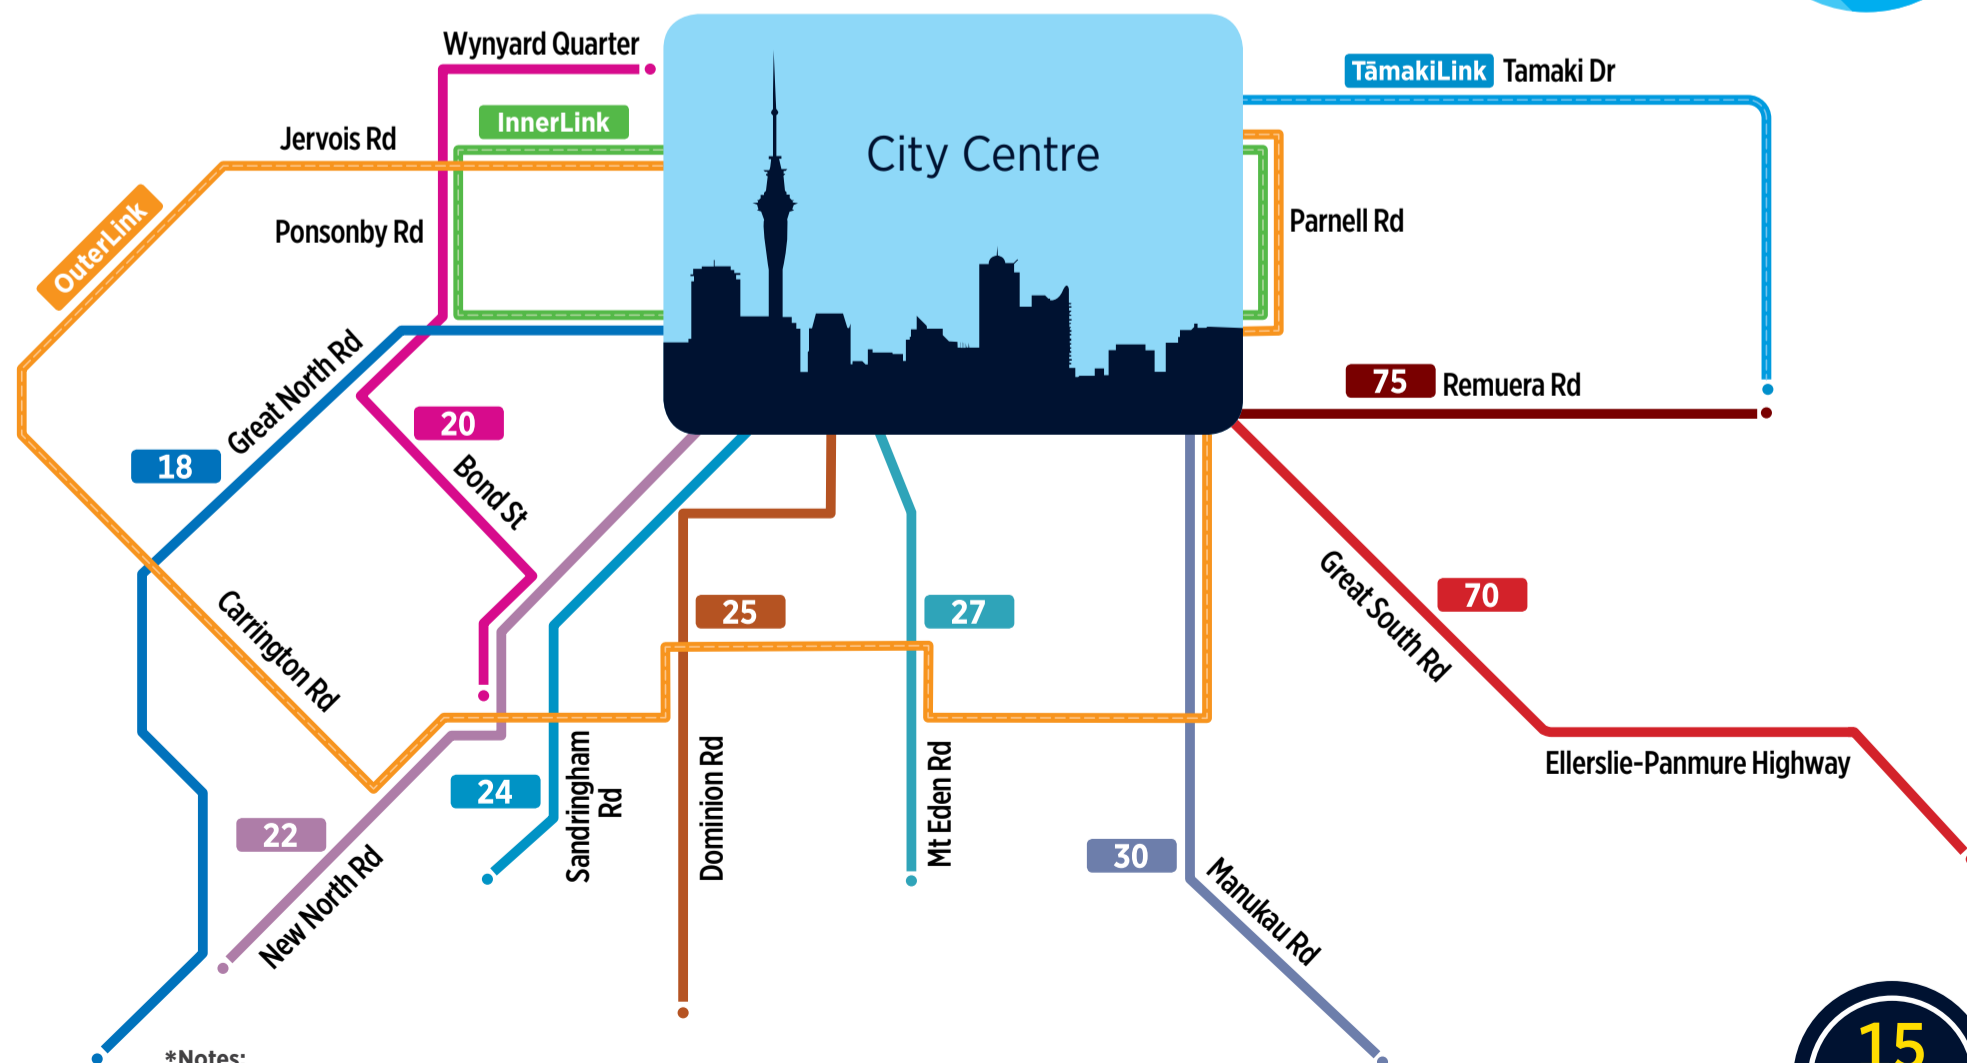 Wynyard Quarter
TāmakiLink Tamaki Dr
InnerLink
Jervois Rd
City Centre
OuterLink
Ponsonby Rd
Parnell Rd
Great North Rd
75 Remuera Rd
20
18
Bond St
Great South Rd
70
Carrington Rd
25
27
Ellerslie-Panmure Highway
24
Sandringham
Rd
Dominion Rd
Mt Eden Rd
22
New North Rd
30
Manukau Rd
15
*Notes: